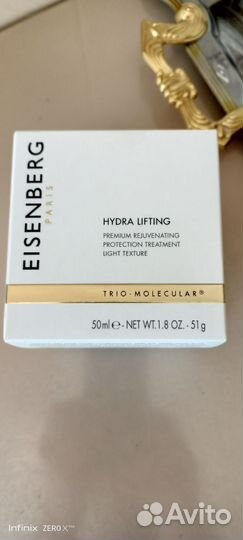 EISENBERG
PARIS
HYDRA LIFTING
PREMIUM REJUVENATING
PROTECTION TREATMENT
LIGHT TEXTURE
TRIO-MOLECULAR®
50ml ℮ - NET WT. 1.8 OZ. - 51g
Infinix ZERO X
Avito